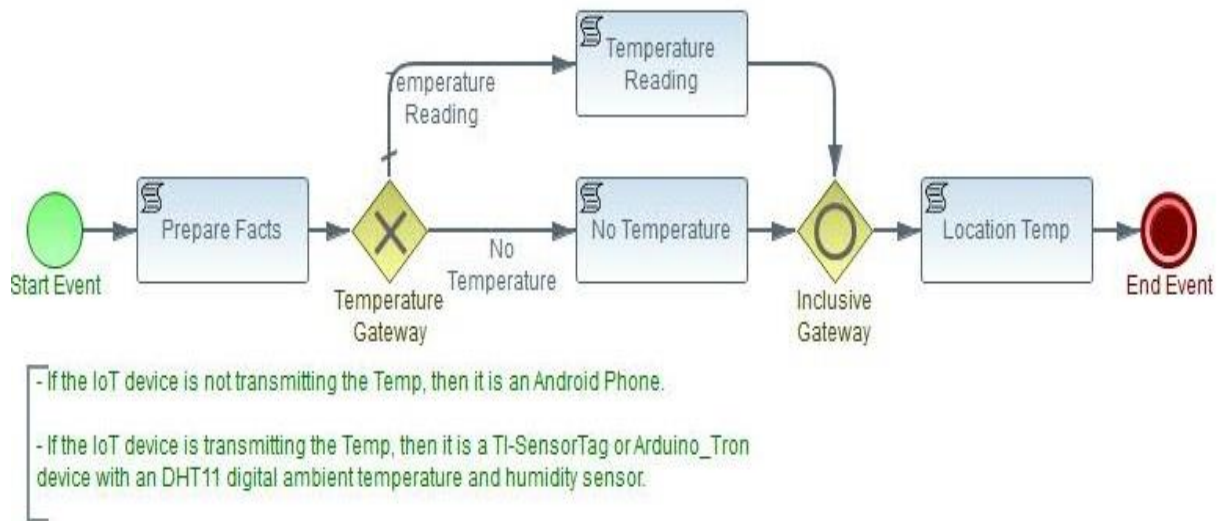 Temperature
Reading
Temperature
Reading
Prepare Facts
No Temperature
Location Temp
No
Temperature
Start Event
Temperature
Gateway
Inclusive
Gateway
End Event
- If the IoT device is not transmitting the Temp, then it is an Android Phone.
- If the IoT device is transmitting the Temp, then it is a TI-SensorTag or Arduino_Tron
device with an DHT11 digital ambient temperature and humidity sensor.